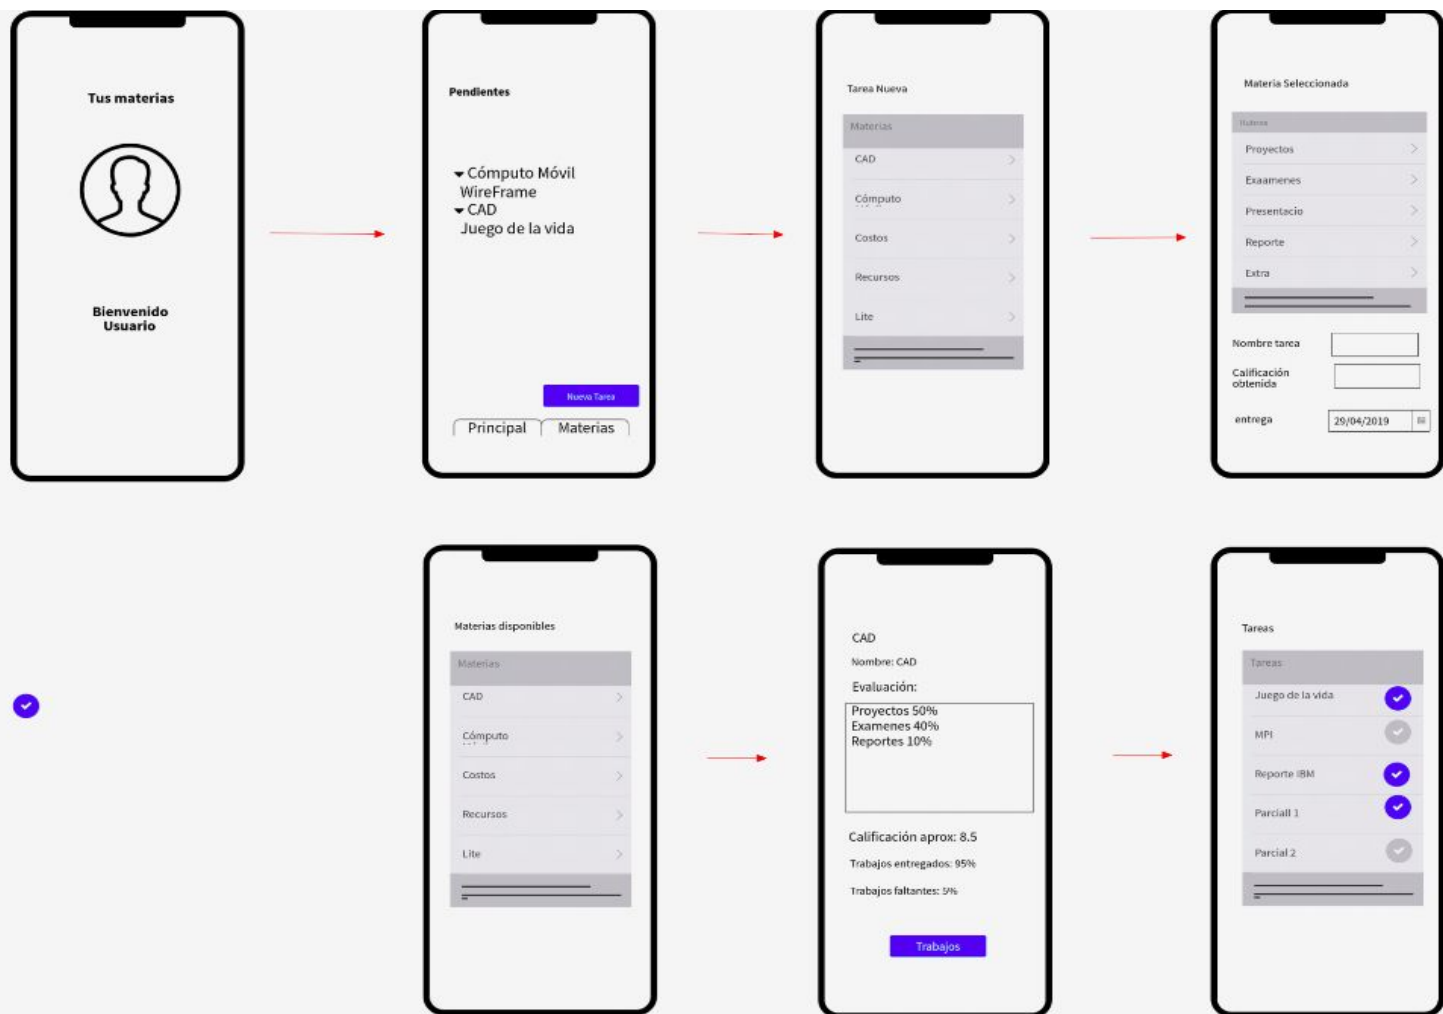 Tus materias
Bienvenido
Usuario
Pendientes
Cómputo Móvil
WireFrame
CAD
Juego de la vida
Nueva Tarea
Principal
Materias
Tarea Nueva
Materias
CAD
Cómputo
Costos
Recursos
Lite
Materia Seleccionada
Proyectos
Exaamenes
Presentacio
Reporte
Extra
Nombre tarea
Calificación
obtenida
entrega
29/04/2019
Materias disponibles
Materias
CAD
Cómputo
Costos
Recursos
Lite
CAD
Nombre: CAD
Evaluación:
Proyectos 50%
Examenes 40%
Reportes 10%
Calificación aprox: 8.5
Trabajos entregados: 95%
Trabajos faltantes: 5%
Trabajos
Tareas
Tareas
Juego de la vida
MPI
Reporte IBM
Parciall 1
Parcial 2